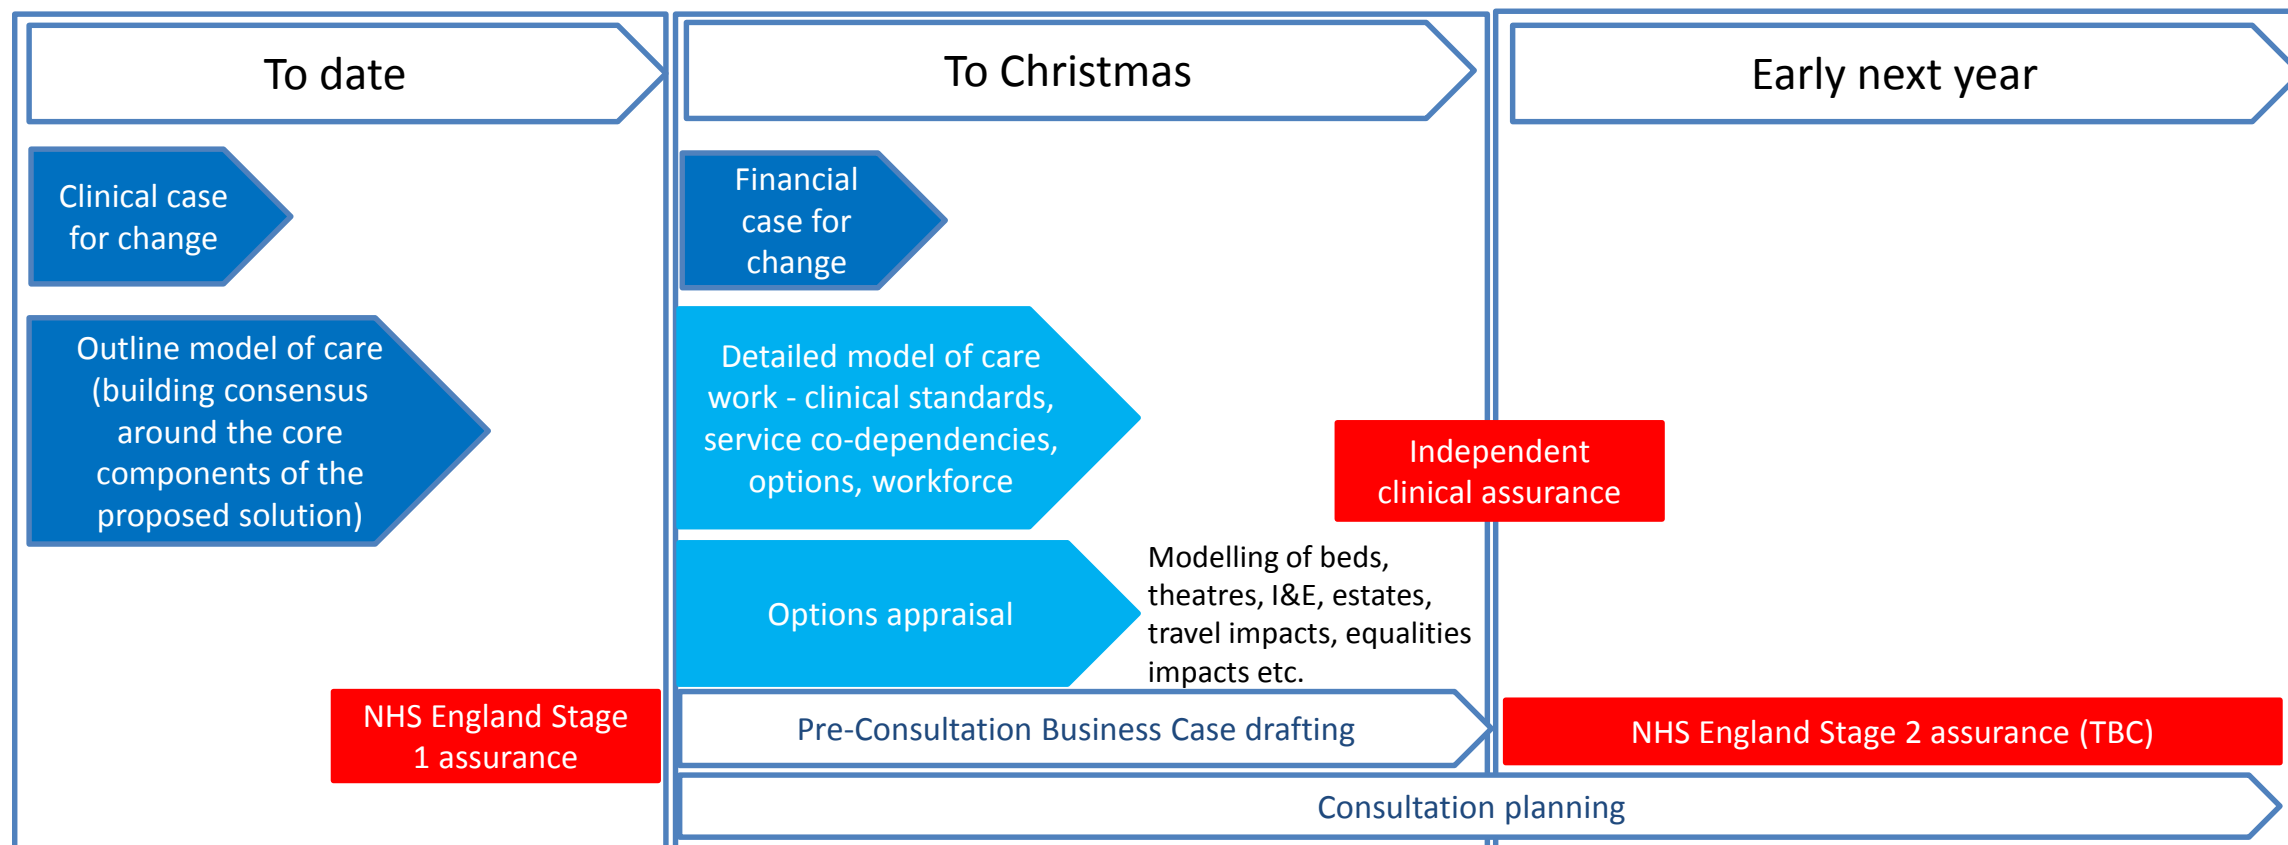 To date
To Christmas
Early next year
Clinical case
for change
Financial
case for
change
Outline model of care
(building consensus
around the core
components of the
proposed solution)
Detailed model of care
work - clinical standards,
service co-dependencies,
options, workforce
Independent
clinical assurance
Options appraisal
Modelling of beds,
theatres, I&E, estates,
travel impacts, equalities
impacts etc.
NHS England Stage
1 assurance
Pre-Consultation Business Case drafting
NHS England Stage 2 assurance (TBC)
Consultation planning